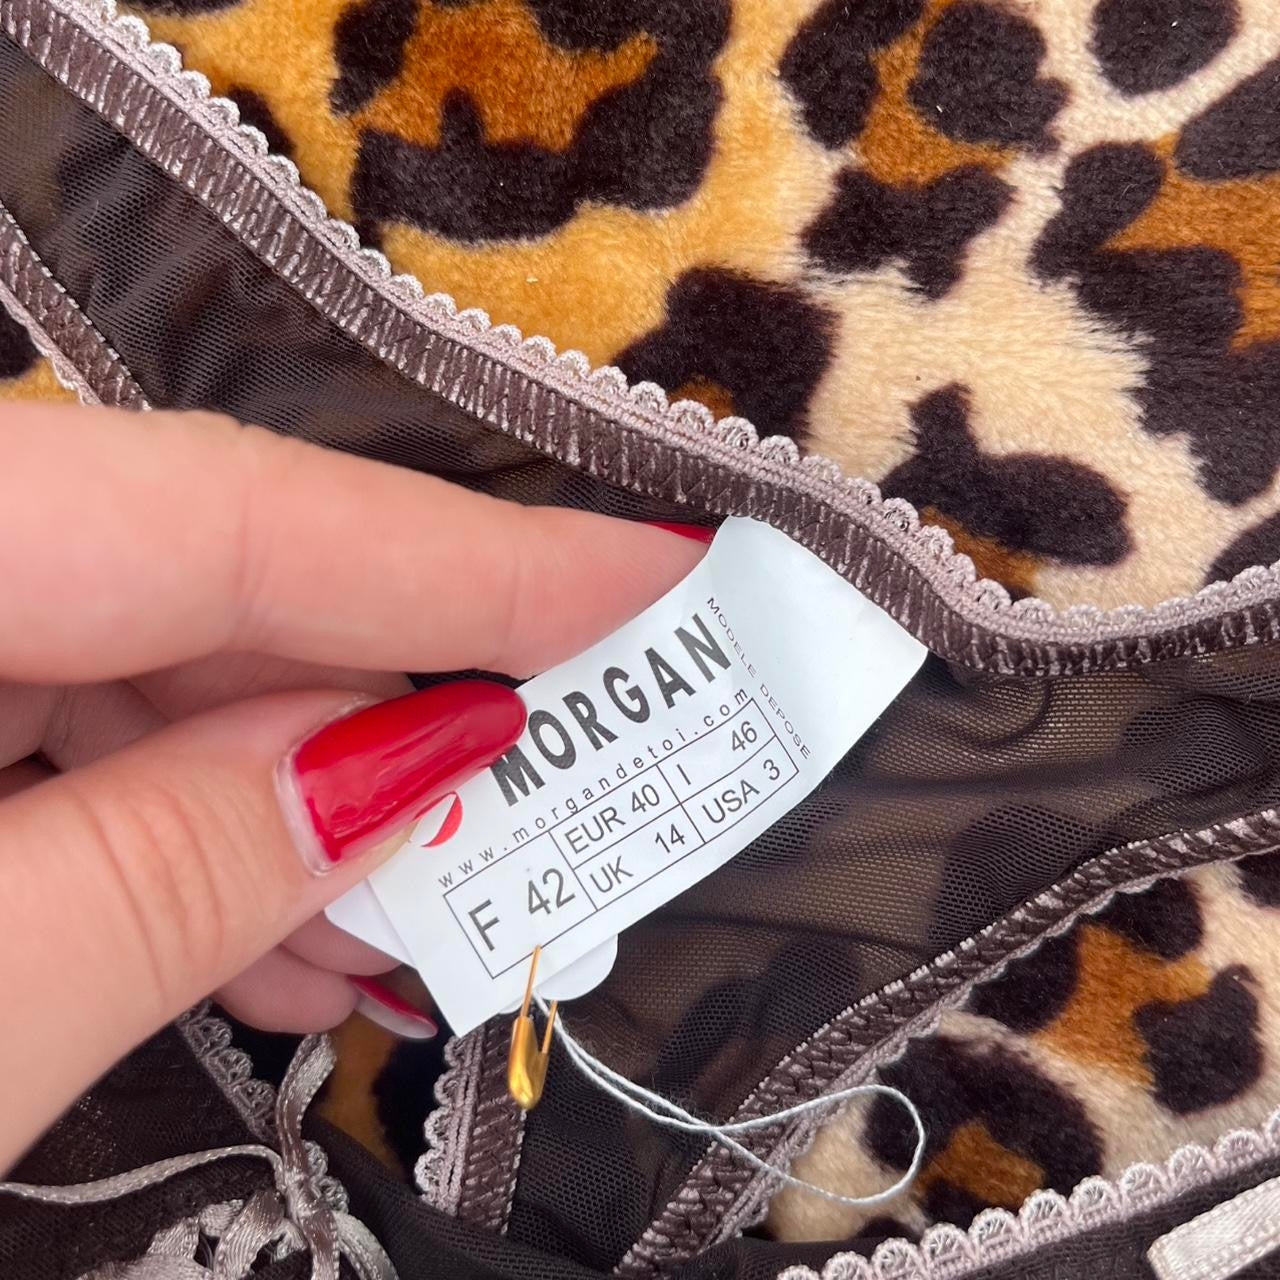 MORGAN
www.morgandetoi.com
MODELE DEPOSE
F 42
EUR 40
I 46
UK 14
USA 3